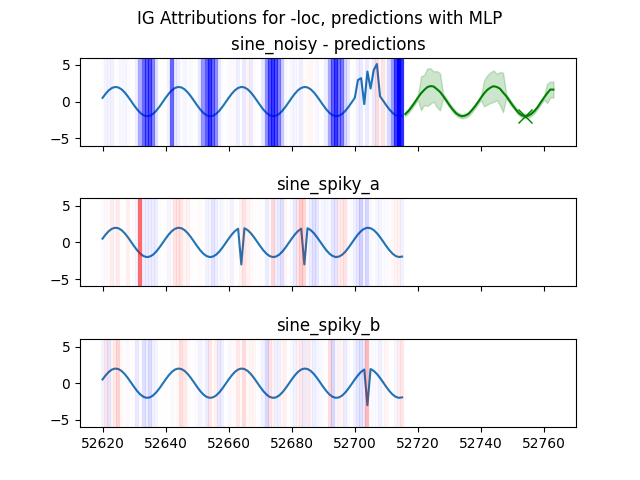 IG Attributions for -loc, predictions with MLP
sine_noisy - predictions
5
0
−5
sine_spiky_a
5
0
−5
sine_spiky_b
5
0
−5
52620 52640 52660 52680 52700 52720 52740 52760